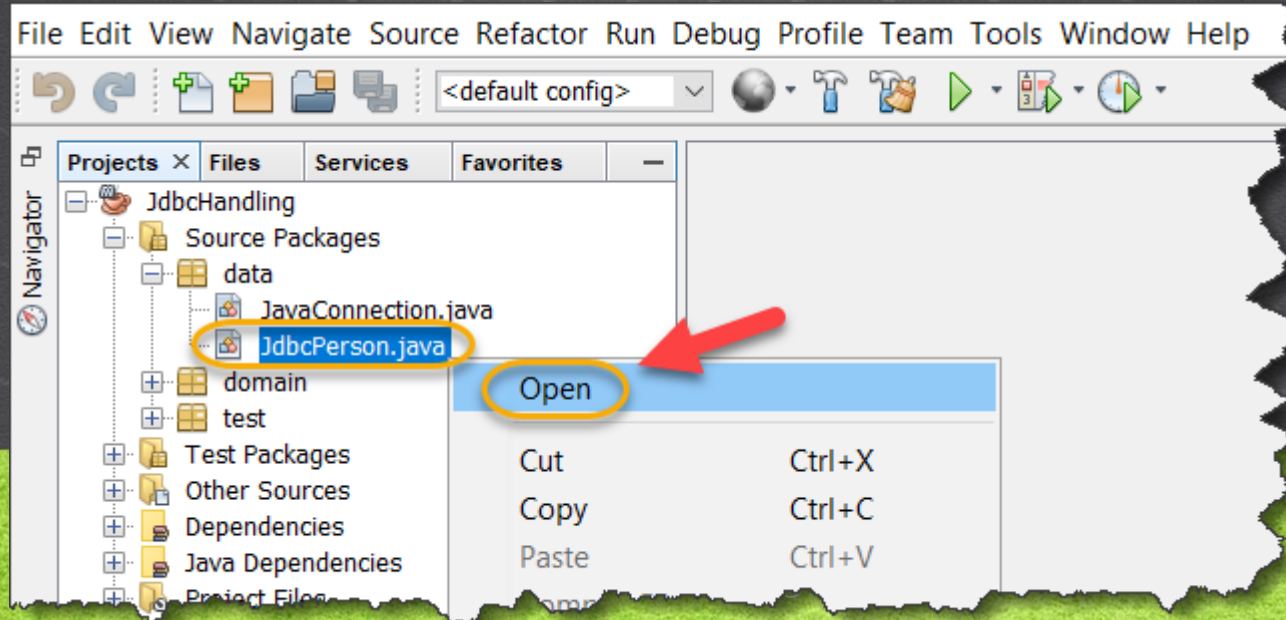 File Edit View Navigate Source Refactor Run Debug Profile Team Tools Window Help
<default config>
Projects Files Services Favorites
Navigator
JdbcHandling
Source Packages
data
JavaConnection.java
JdbcPerson.java
domain
Open
test
Test Packages
Cut Ctrl+X
Other Sources
Copy Ctrl+C
Dependencies
Java Dependencies
Paste Ctrl+V
Project Files